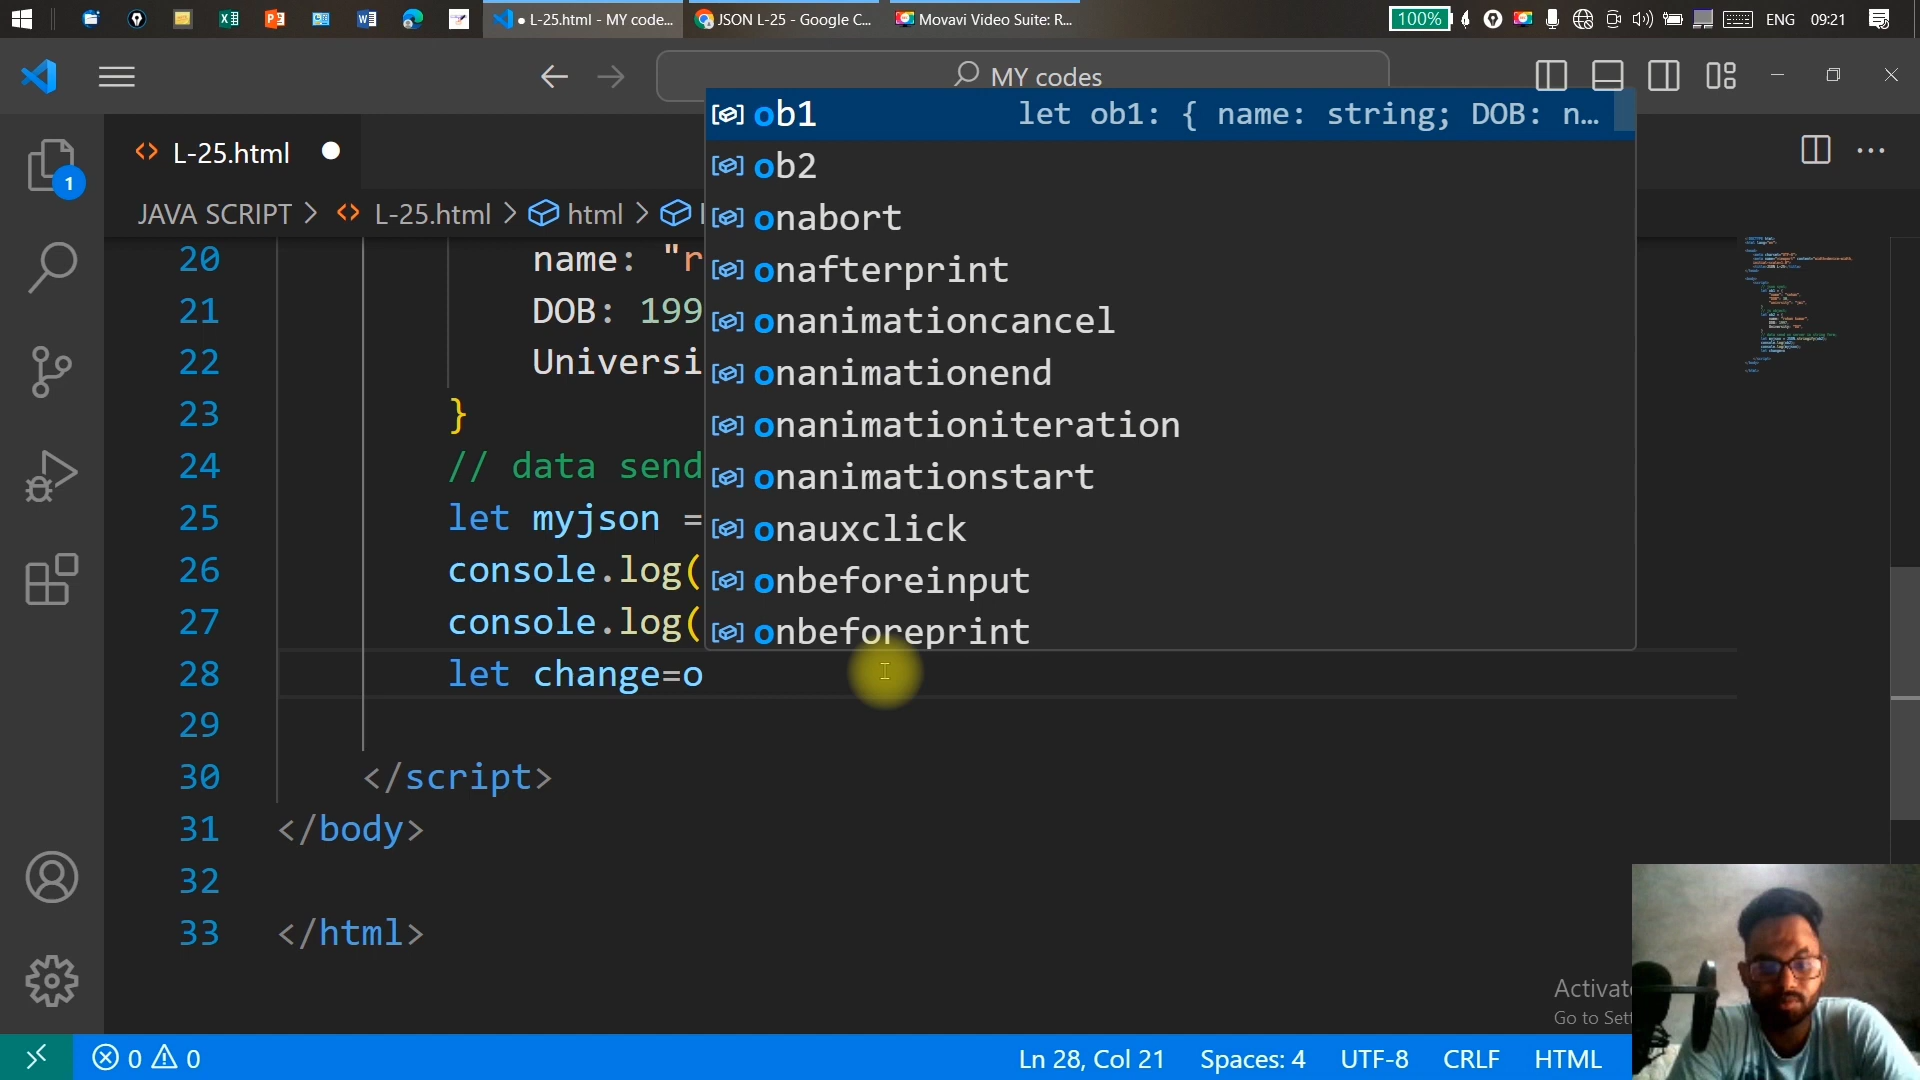 L-25.html - MY code...
JSON L-25 - Google C...
Movavi Video Suite: R...
100%
ENG
09:21
MY codes
L-25.html
1
JAVA SCRIPT > L-25.html > html >
ob1 let ob1: { name: string; DOB: n...
ob2
onabort
onafterprint
onanimationcancel
onanimationend
onanimationiteration
onanimationstart
onauxclick
onbeforeinput
onbeforeprint
20 name: "r
21 DOB: 199
22 Universi
23 }
24 // data send
25 let myjson =
26 console.log(
27 console.log(
28 let change=o
29
30 </script>
31 </body>
32
33 </html>
Activat
Go to Sett
0 0
Ln 28, Col 21
Spaces: 4
UTF-8
CRLF
HTML